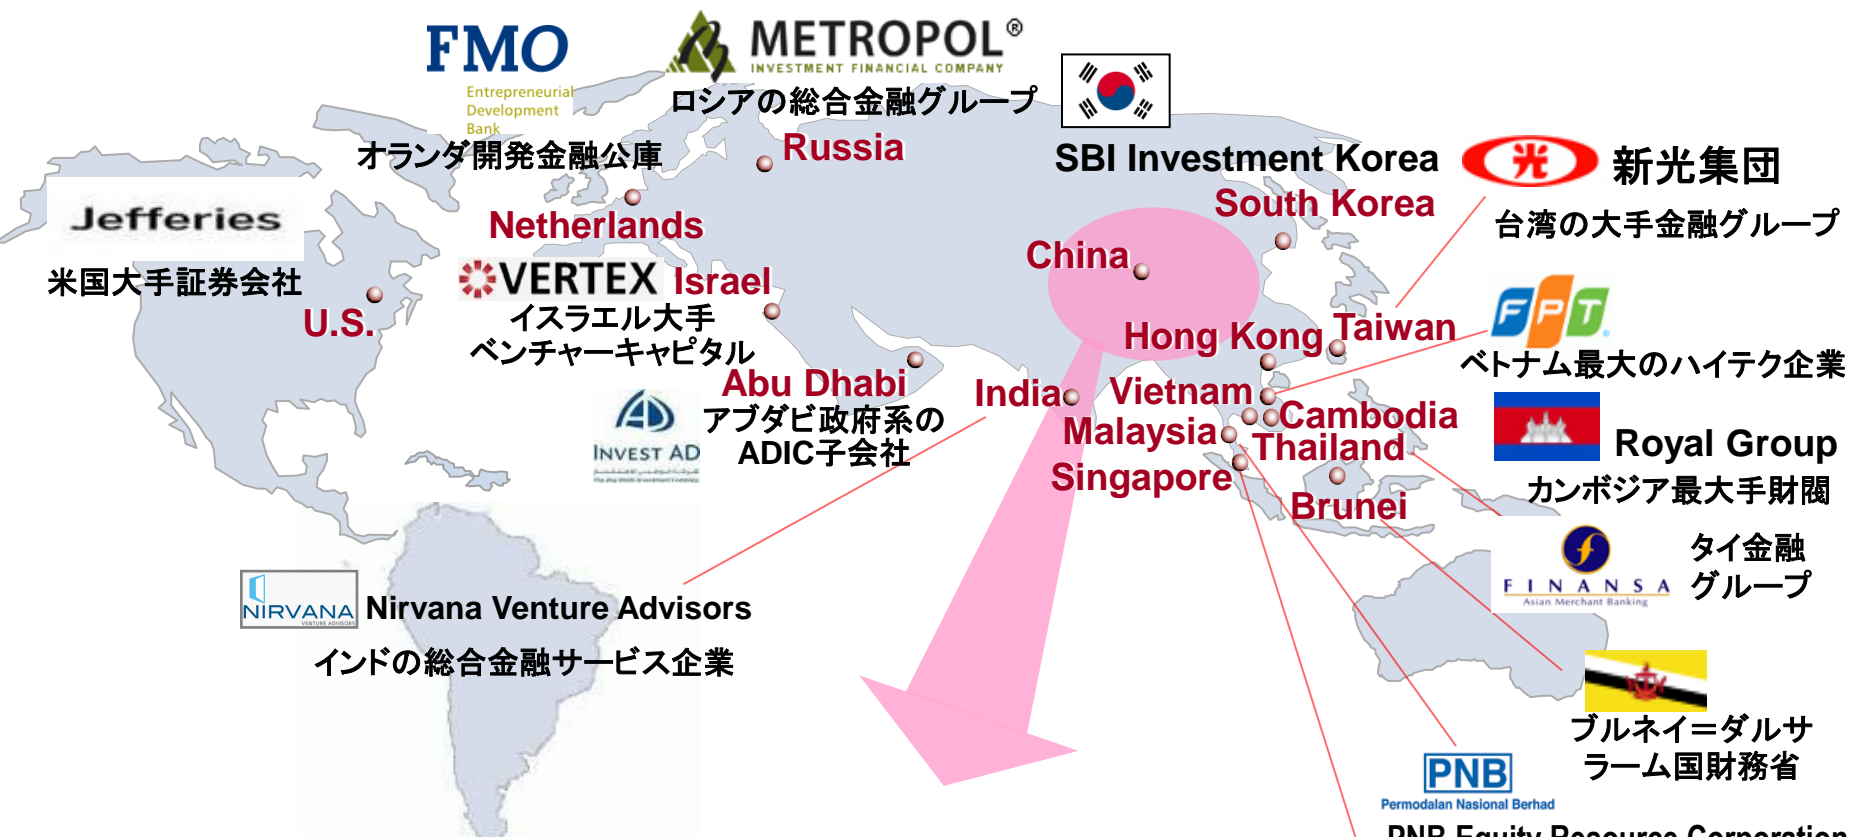 FMO
Entrepreneurial
Development
Bank
オランダ開発金融公庫
METROPOL®
INVESTMENT FINANCIAL COMPANY
ロシアの総合金融グループ
Russia
SBI Investment Korea
South Korea
光
新光集団
台湾の大手金融グループ
Jefferies
米国大手証券会社
U.S.
Netherlands
VERTEX
Israel
イスラエル大手
ベンチャーキャピタル
China
Hong Kong
Taiwan
FPT
ベトナム最大のハイテク企業
Abu Dhabi
INVEST AD
アブダビ政府系の
ADIC子会社
India
Vietnam
Cambodia
Malaysia
Thailand
Singapore
Brunei
Royal Group
カンボジア最大手財閥
FINANSA
Asian Merchant Banking
タイ金融
グループ
NIRVANA
VENTURE ADVISORS
Nirvana Venture Advisors
インドの総合金融サービス企業
ブルネイ＝ダルサ
ラーム国財務省
PNB
Permodalan Nasional Berhad
PNB Equity Resource Corporation